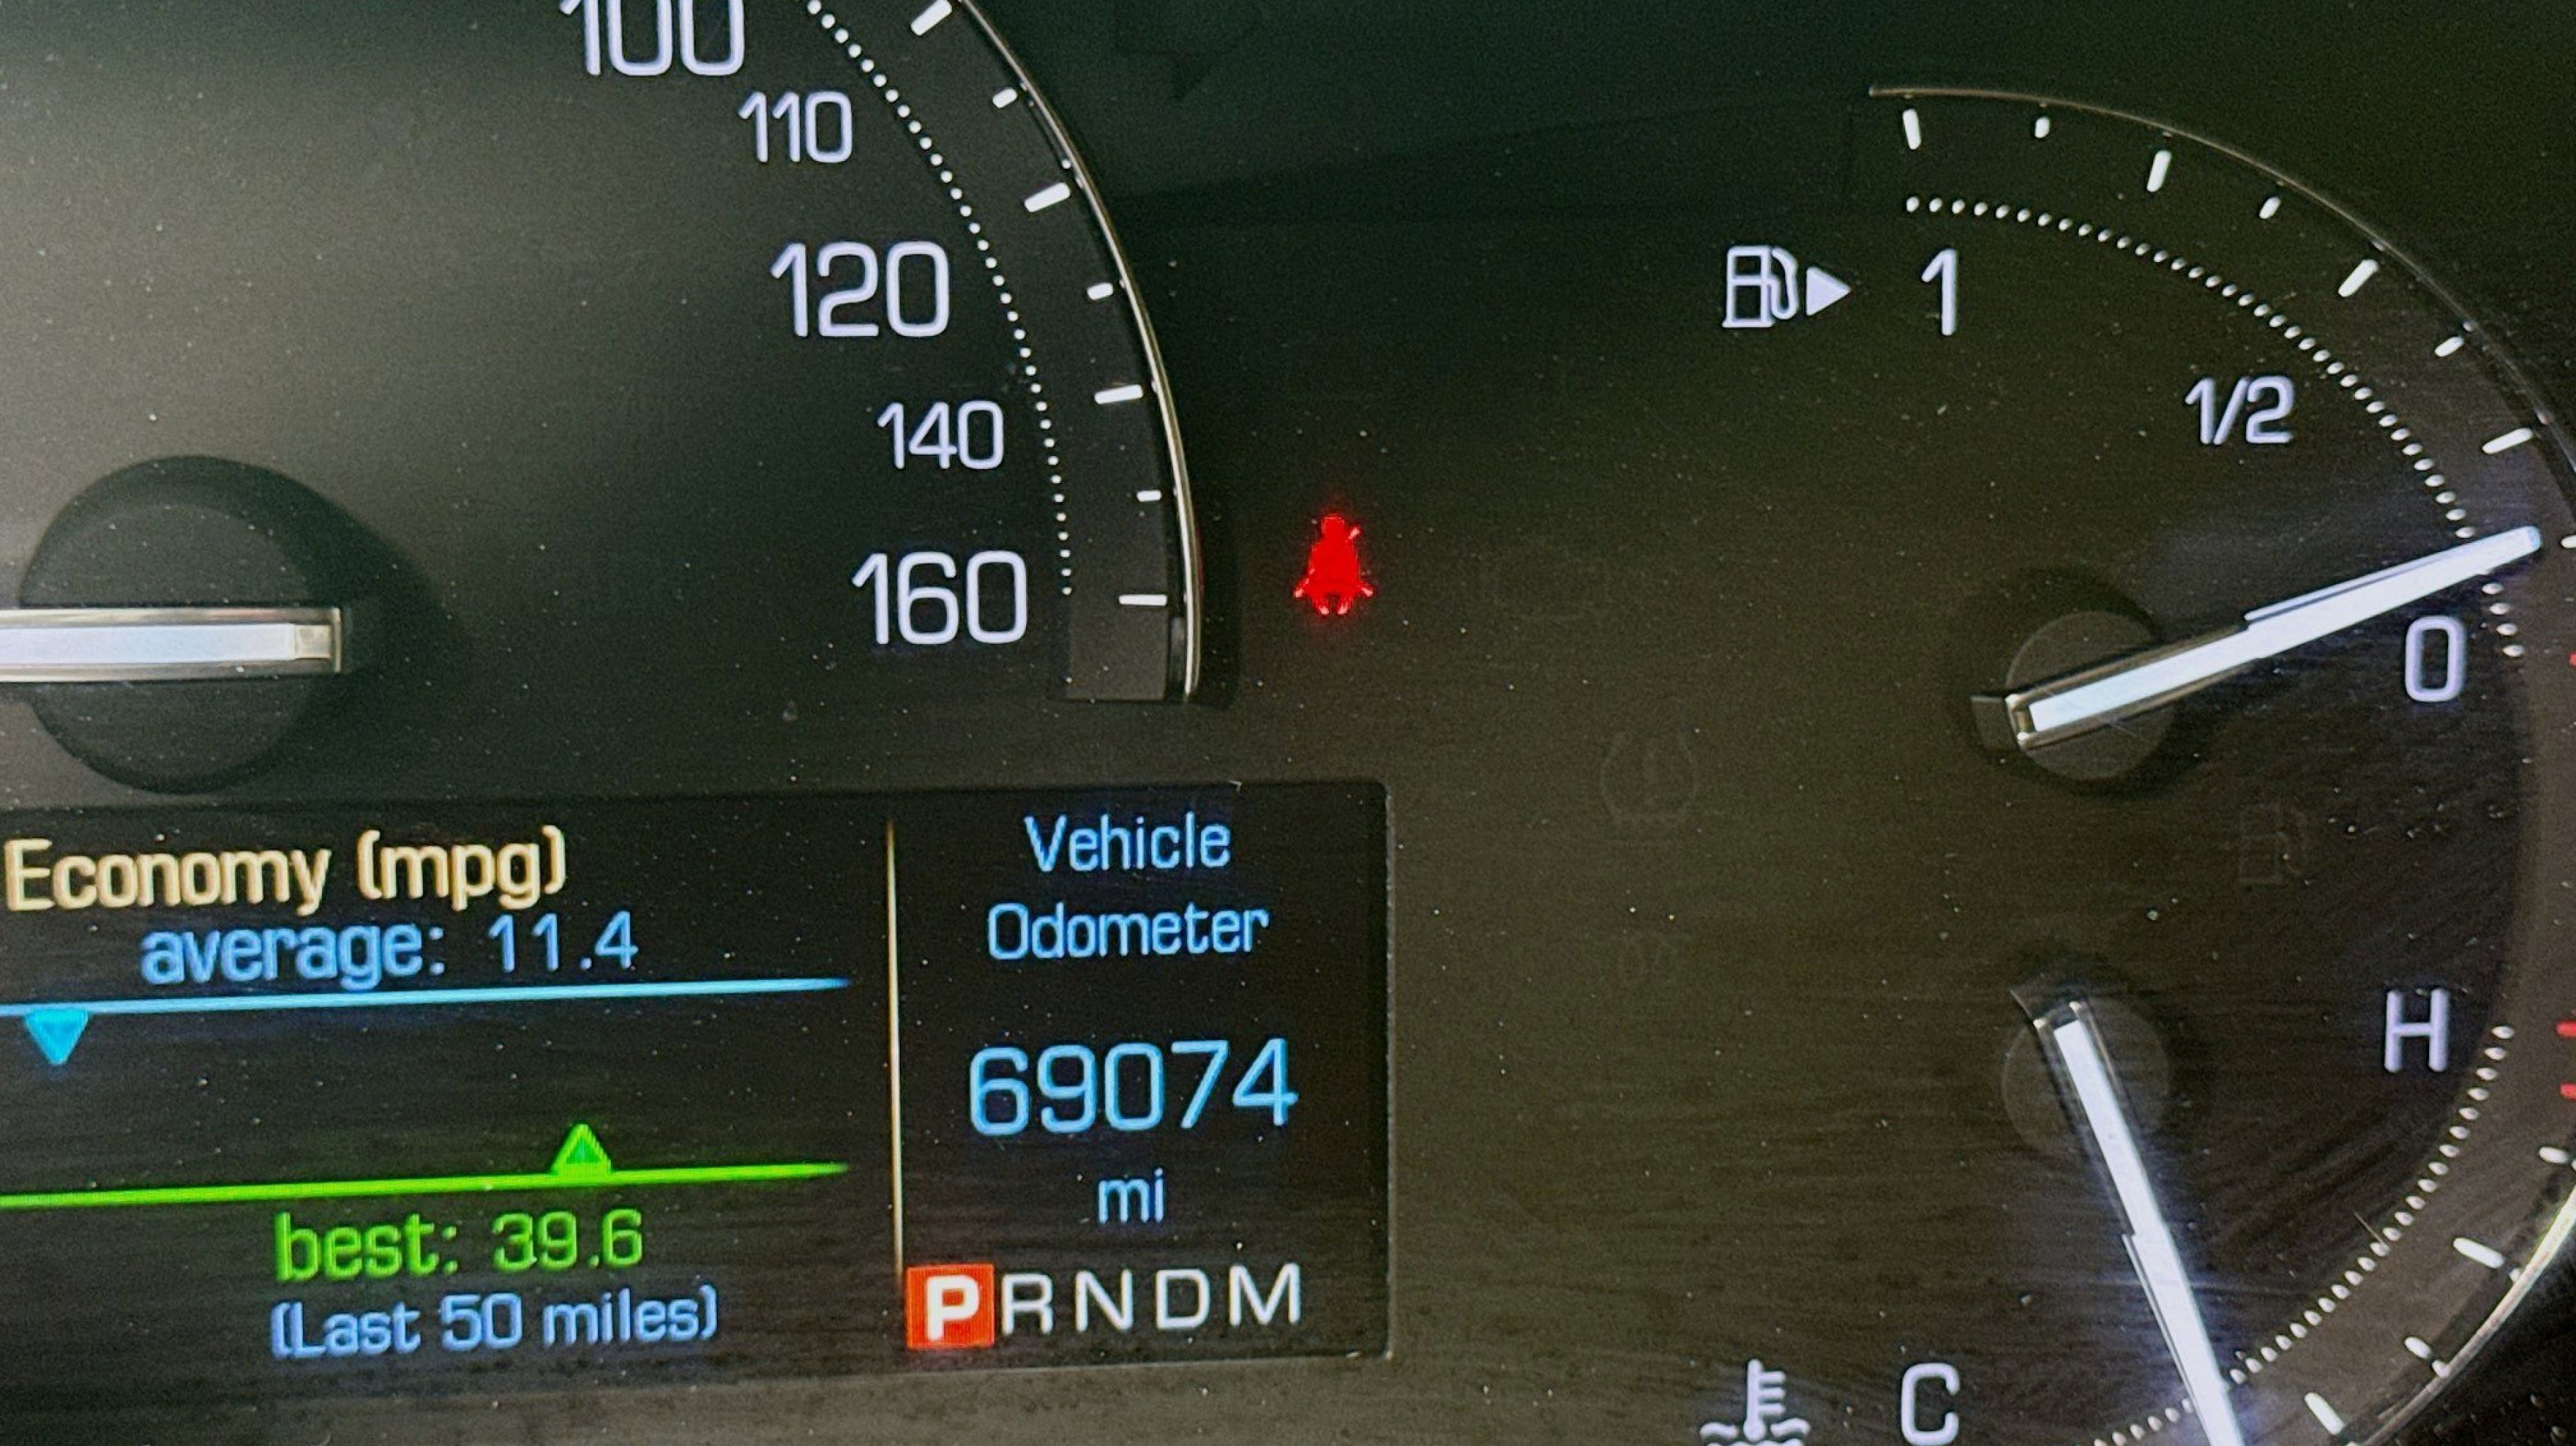 100
110
120
140
160
1
1/2
0
Economy (mpg)
average: 11.4
best: 39.6
(Last 50 miles)
Vehicle
Odometer
69074
mi
PRNDM
H
C